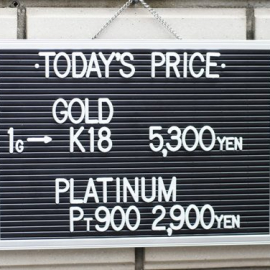 ·TODAY'S PRICE·
GOLD
1G→ K18 5,300YEN
PLATINUM
PT900 2,900YEN